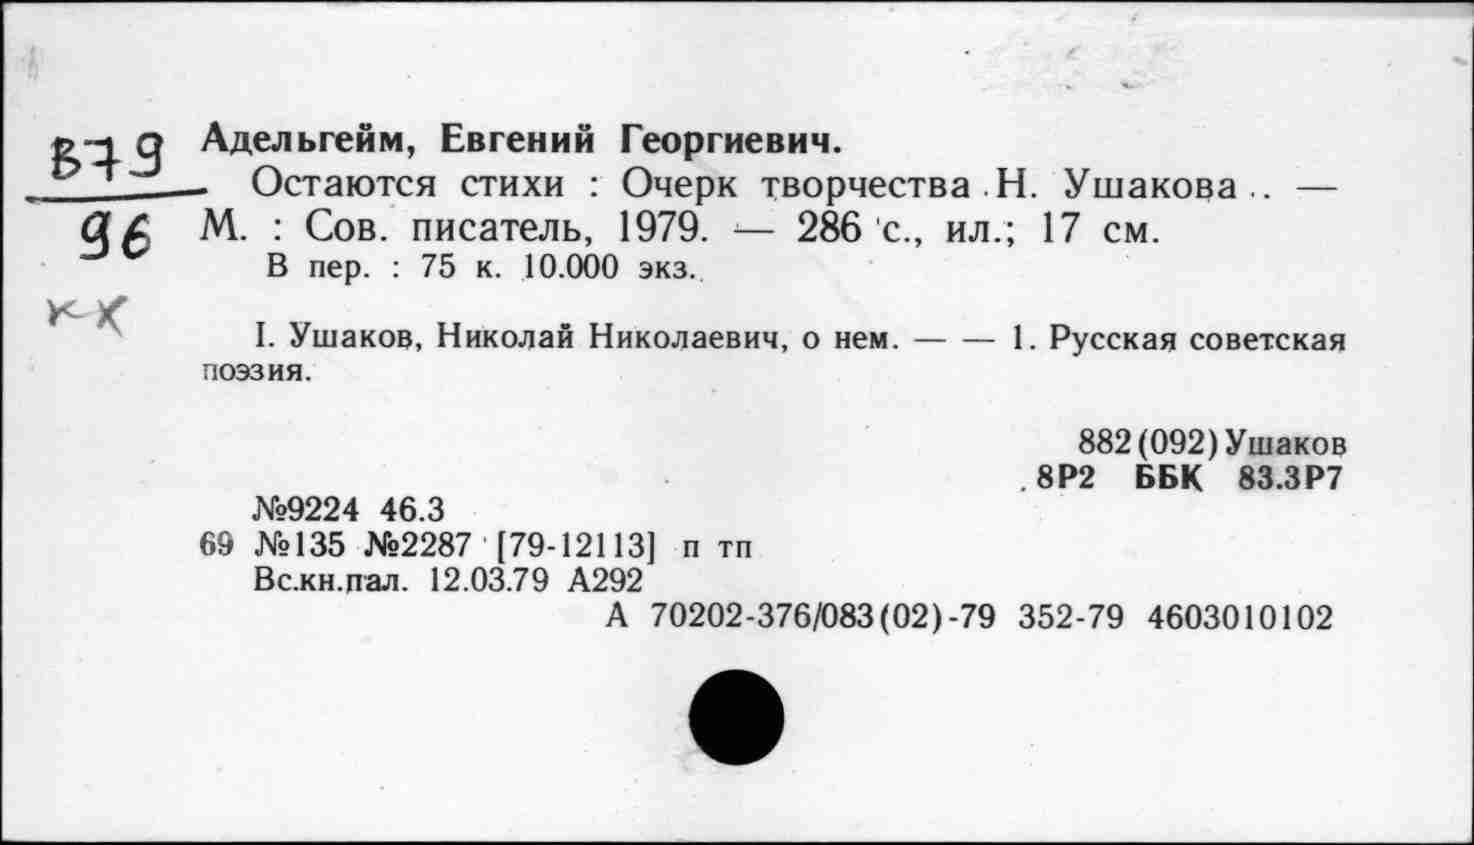 В79 Адельгейм, Евгений Георгиевич.
Остаются стихи : Очерк творчества Н. Ушакова. —
96 М. : Сов. писатель, 1979. — 286 с., ил.; 17 см.
В пер. : 75 к. 10.000 экз.
I. Ушаков, Николай Николаевич, о нем. — — 1. Русская советская
поэзия.
882(092)Ушаков
8Р2 ББК 83.3Р7
№9224 46.3
69 №135 №2287 [79-12113] п тп
Вс.кн.пал. 12.03.79 А292
А 70202-376/083(02)-79 352-79 4603010102